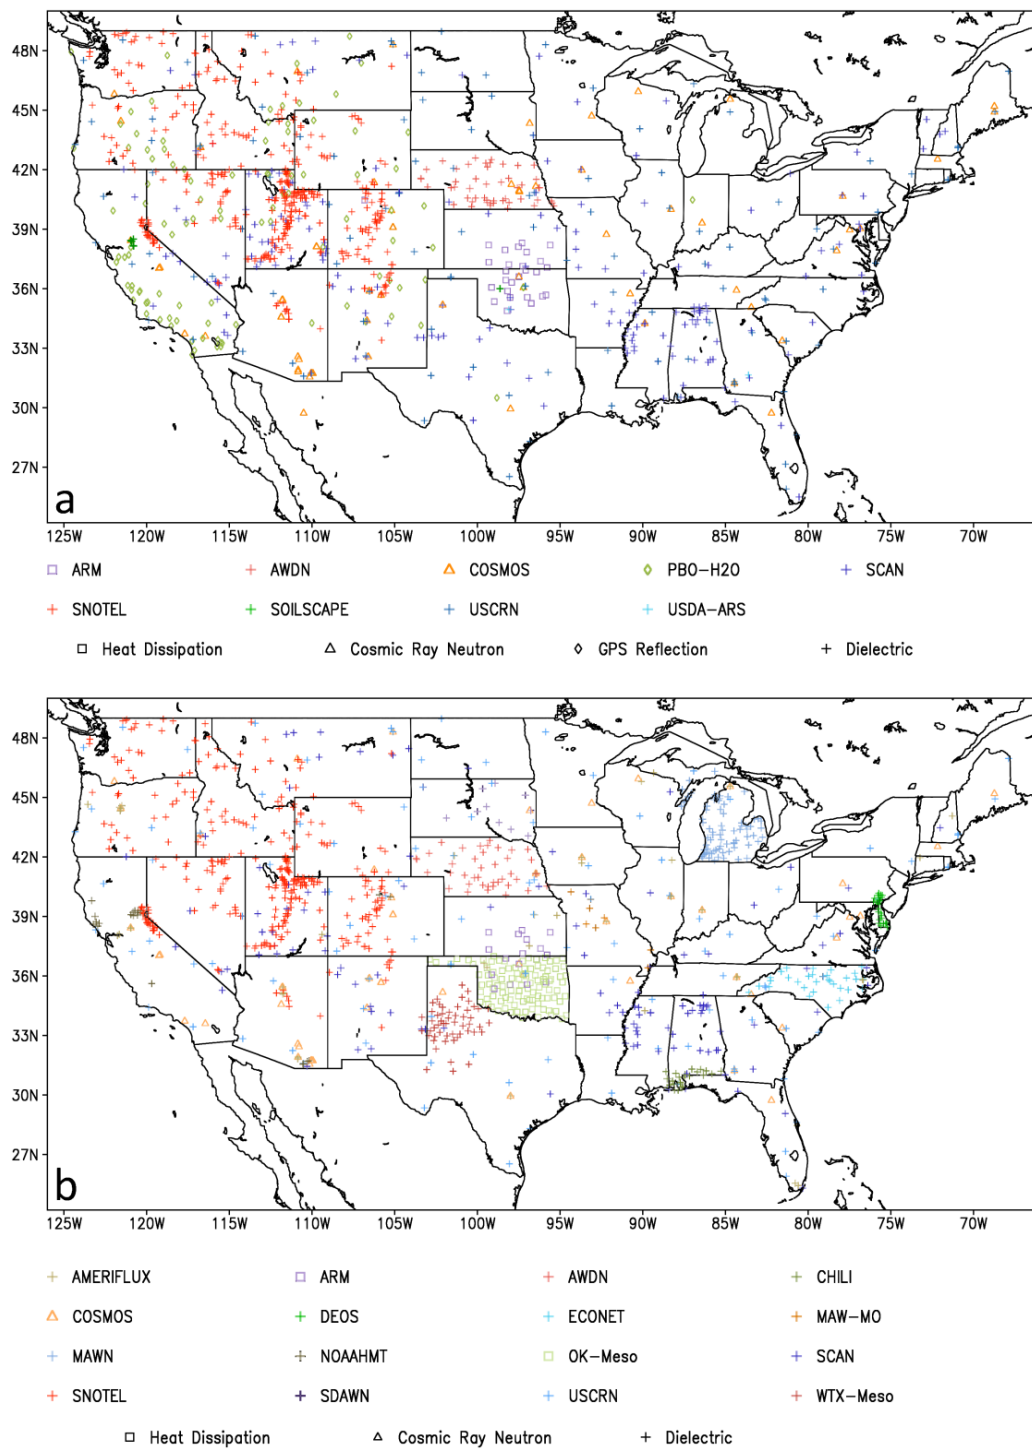 48N
45N
42N
39N
36N
33N
30N
27N
a
125W 120W 115W 110W 105W 100W 95W 90W 85W 80W 75W 70W
ARM AWDN COSMOS PBO-H2O SCAN
SNOTEL SOILSCAPE USCRN USDA-ARS
Heat Dissipation Cosmic Ray Neutron GPS Reflection Dielectric
48N
45N
42N
39N
36N
33N
30N
27N
b
125W 120W 115W 110W 105W 100W 95W 90W 85W 80W 75W 70W
AMERIFLUX ARM AWDN CHILI
COSMOS DEOS ECONET MAW-MO
MAWN NOAAHMT OK-Meso SCAN
SNOTEL SDAWN USCRN WTX-Meso
Heat Dissipation Cosmic Ray Neutron Dielectric